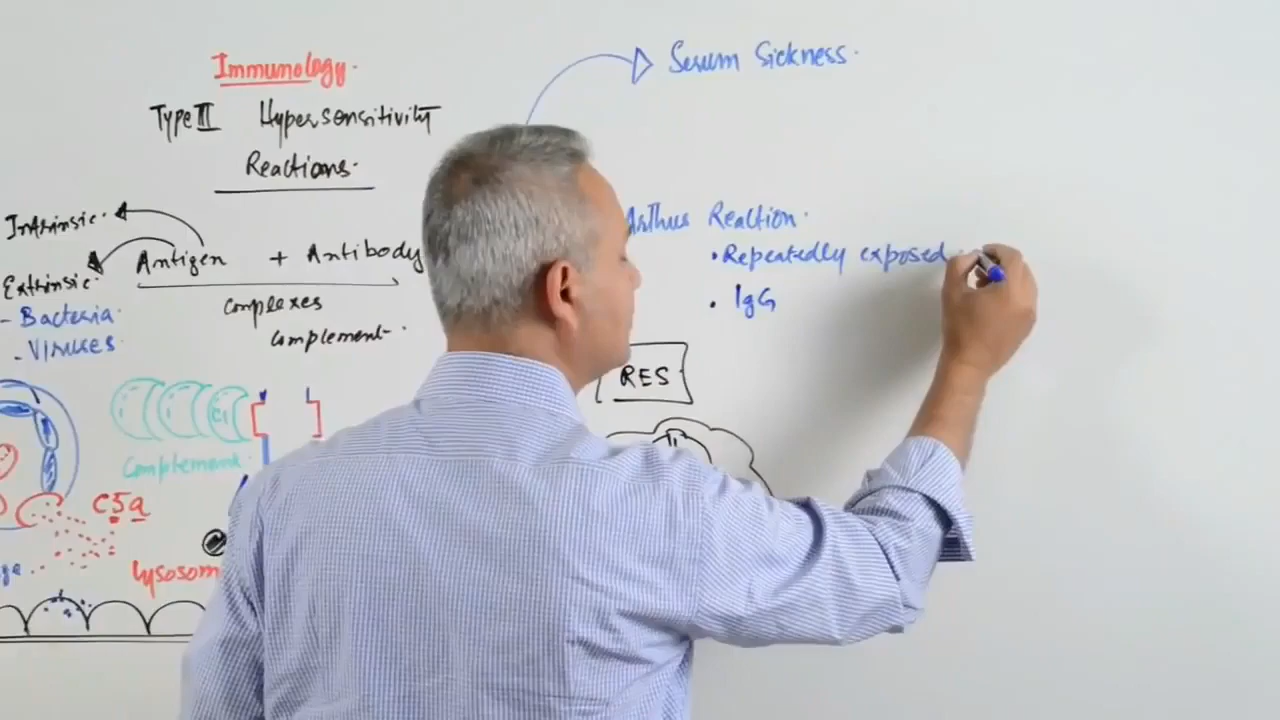 Immunology.
Type III Hypersensitivity
Reactions.
Intrinsic.
Antigen + Antibody
Extrinsic.
- Bacteria
- Viruses
Complexes
Complement.
C1
Complement.
C5a
Lysosom
Serum Sickness.
Arthus Reaction.
• Repeatedly exposed
• IgG
RES